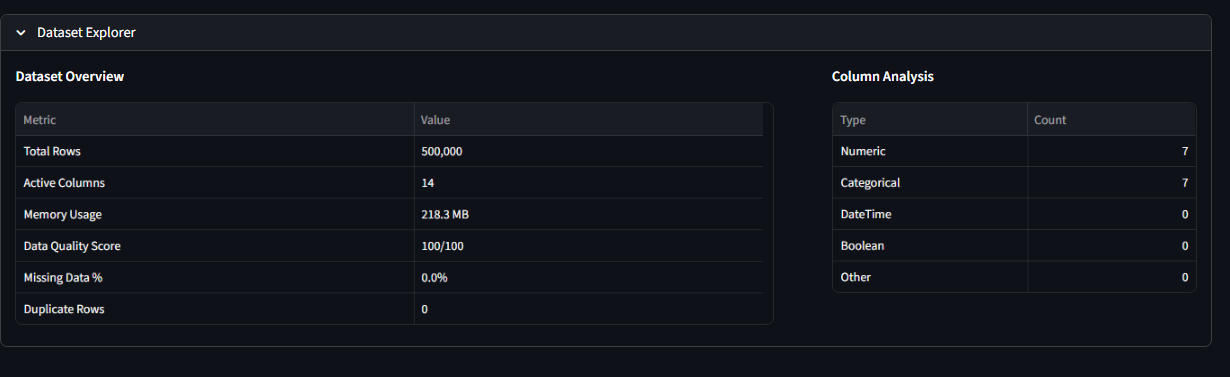 Dataset Explorer
Dataset Overview
Metric Value
Total Rows 500,000
Active Columns 14
Memory Usage 218.3 MB
Data Quality Score 100/100
Missing Data % 0.0%
Duplicate Rows 0
Column Analysis
Type Count
Numeric 7
Categorical 7
DateTime 0
Boolean 0
Other 0